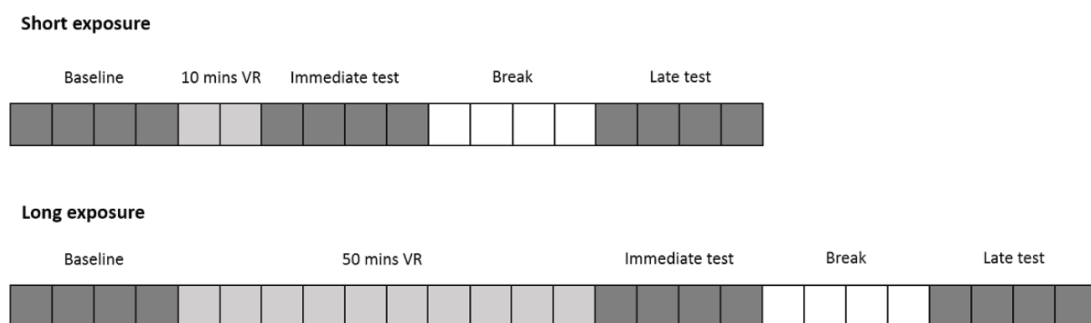 Short exposure
Baseline 10 mins VR Immediate test Break Late test
Long exposure
Baseline 50 mins VR Immediate test Break Late test